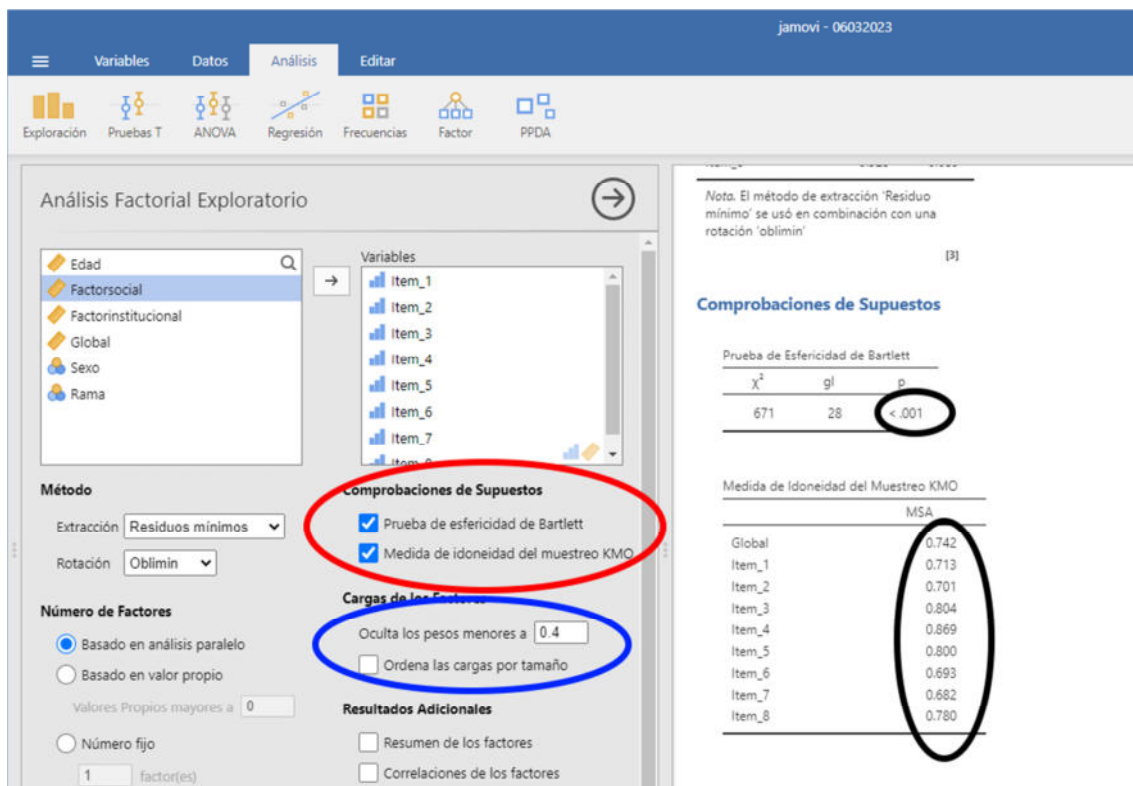 jamovi - 06032023
Variables Datos Análisis Editar
Exploración Pruebas T ANOVA Regresión Frecuencias Factor PPDA
Análisis Factorial Exploratorio
Edad
Factorsocial
Factorinstitucional
Global
Sexo
Rama
Variables
Item_1
Item_2
Item_3
Item_4
Item_5
Item_6
Item_7
Método
Extracción Residuos mínimos
Rotación Oblimin
Número de Factores
Basado en análisis paralelo
Basado en valor propio
Valores Propios mayores a 0
Número fijo
1 factor(es)
Comprobaciones de Supuestos
Prueba de esfericidad de Bartlett
Medida de idoneidad del muestreo KMO
Cargas de los Factores
Oculta los pesos menores a 0.4
Ordena las cargas por tamaño
Resultados Adicionales
Resumen de los factores
Correlaciones de los factores
Nota. El método de extracción 'Residuo
mínimo' se usó en combinación con una
rotación 'oblimin'
[3]
Comprobaciones de Supuestos
Prueba de Esfericidad de Bartlett
χ² gl p
671 28 < .001
Medida de Idoneidad del Muestreo KMO
MSA
Global 0.742
Item_1 0.713
Item_2 0.701
Item_3 0.804
Item_4 0.869
Item_5 0.800
Item_6 0.693
Item_7 0.682
Item_8 0.780